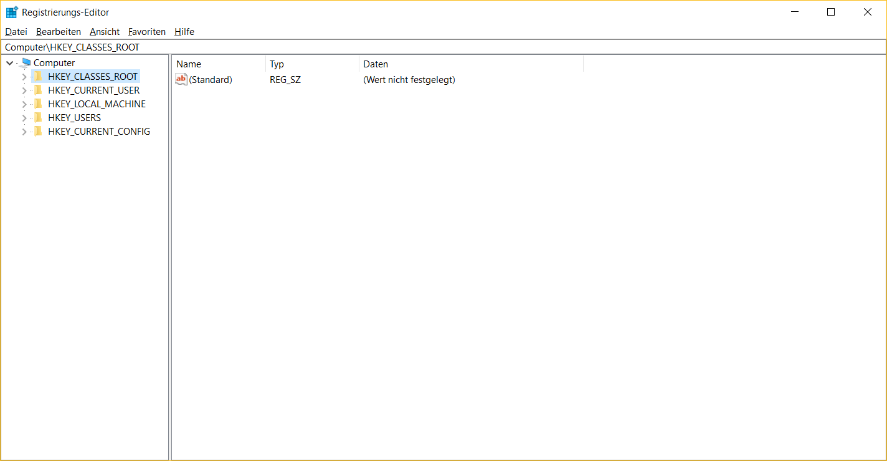 Registrierungs-Editor
Datei Bearbeiten Ansicht Favoriten Hilfe
Computer\HKEY_CLASSES_ROOT
Computer
HKEY_CLASSES_ROOT
HKEY_CURRENT_USER
HKEY_LOCAL_MACHINE
HKEY_USERS
HKEY_CURRENT_CONFIG
Name Typ Daten
ab (Standard) REG_SZ (Wert nicht festgelegt)